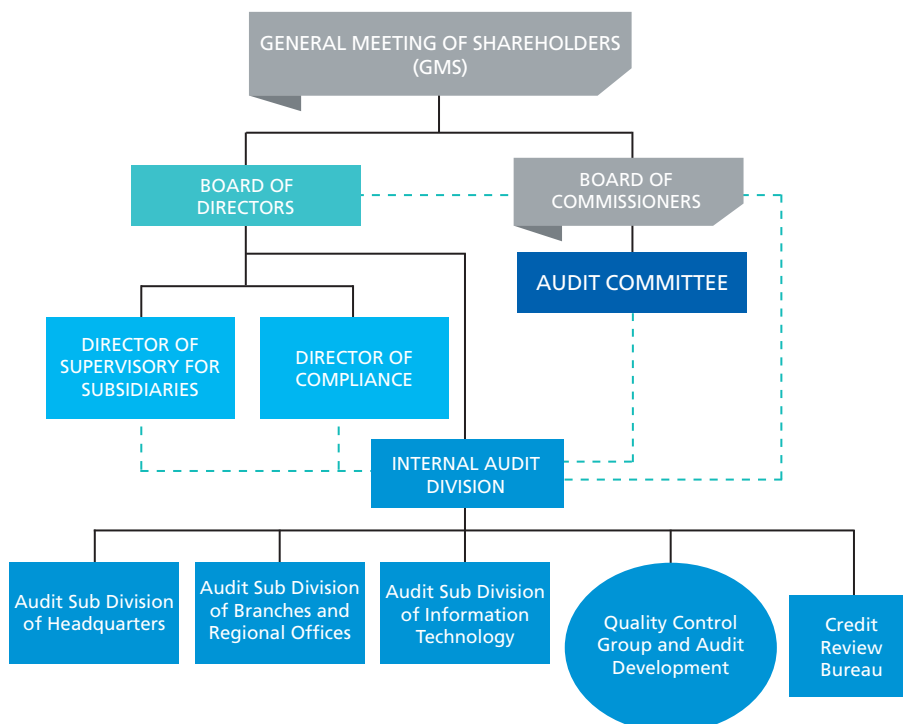 GENERAL MEETING OF SHAREHOLDERS
(GMS)
BOARD OF
DIRECTORS
BOARD OF
COMMISSIONERS
AUDIT COMMITTEE
DIRECTOR OF
SUPERVISORY FOR
SUBSIDIARIES
DIRECTOR OF
COMPLIANCE
INTERNAL AUDIT
DIVISION
Audit Sub Division
of Headquarters
Audit Sub Division
of Branches and
Regional Offices
Audit Sub Division
of Information
Technology
Quality Control
Group and Audit
Development
Credit
Review
Bureau